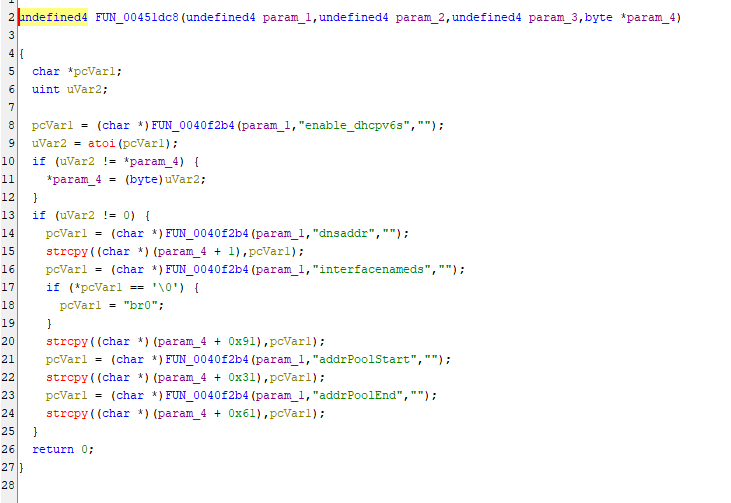 1
2 undefined4 FUN_00451dc8(undefined4 param_1,undefined4 param_2,undefined4 param_3,byte *param_4)
3
4 {
5   char *pcVar1;
6   uint uVar2;
7
8   pcVar1 = (char *)FUN_0040f2b4(param_1,"enable_dhcpv6s","");
9   uVar2 = atoi(pcVar1);
10   if (uVar2 != *param_4) {
11     *param_4 = (byte)uVar2;
12   }
13   if (uVar2 != 0) {
14     pcVar1 = (char *)FUN_0040f2b4(param_1,"dnsaddr","");
15     strcpy((char *)(param_4 + 1),pcVar1);
16     pcVar1 = (char *)FUN_0040f2b4(param_1,"interfacenameds","");
17     if (*pcVar1 == '\0') {
18       pcVar1 = "br0";
19     }
20     strcpy((char *)(param_4 + 0x91),pcVar1);
21     pcVar1 = (char *)FUN_0040f2b4(param_1,"addrPoolStart","");
22     strcpy((char *)(param_4 + 0x31),pcVar1);
23     pcVar1 = (char *)FUN_0040f2b4(param_1,"addrPoolEnd","");
24     strcpy((char *)(param_4 + 0x61),pcVar1);
25   }
26   return 0;
27 }
28